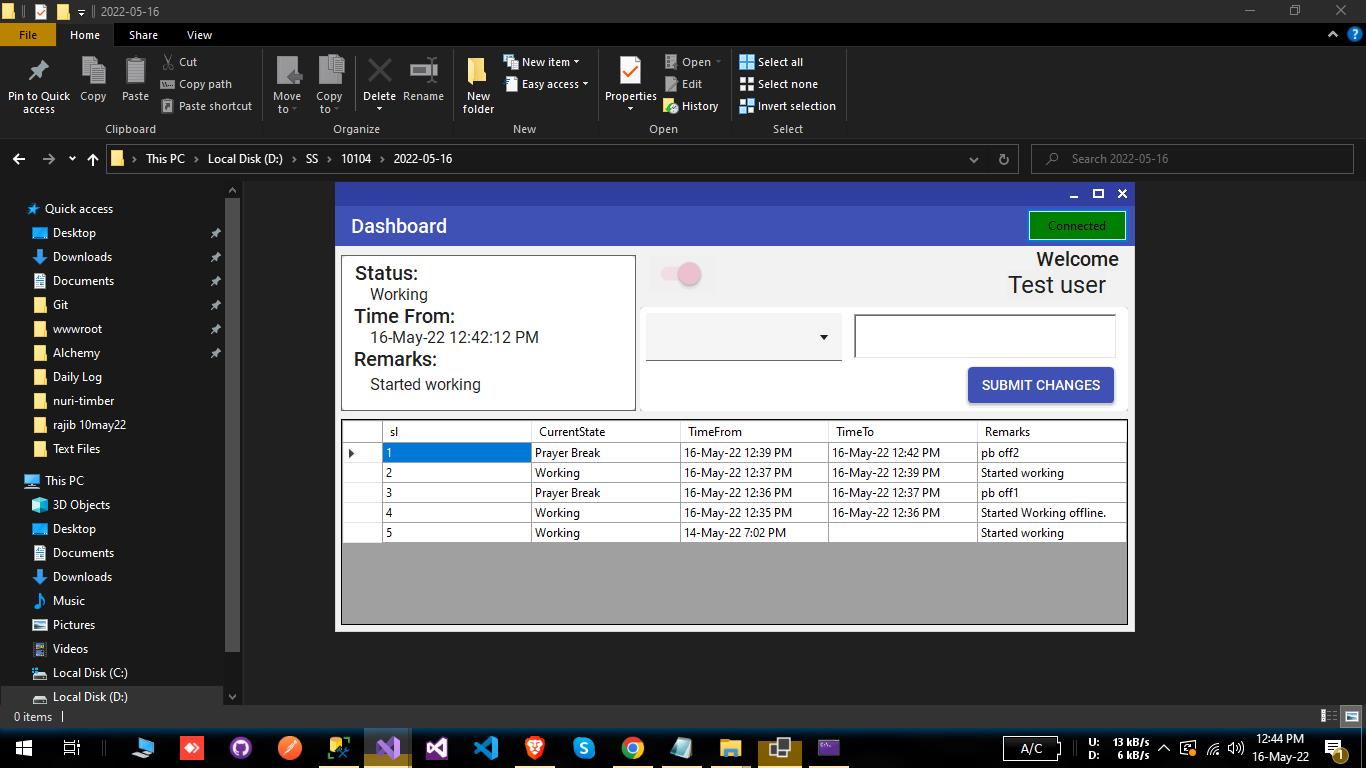 2022-05-16
File Home Share View
Pin to Quick access
Copy
Paste
Cut
Copy path
Paste shortcut
Clipboard
Move to
Copy to
Delete
Rename
Organize
New folder
New item
Easy access
New
Properties
Open
Edit
History
Open
Select all
Select none
Invert selection
Select
This PC > Local Disk (D:) > SS > 10104 > 2022-05-16
Search 2022-05-16
Quick access
Desktop
Downloads
Documents
Git
wwwroot
Alchemy
Daily Log
nuri-timber
rajib 10may22
Text Files
This PC
3D Objects
Desktop
Documents
Downloads
Music
Pictures
Videos
Local Disk (C:)
Local Disk (D:)
0 items
Dashboard
Connected
Status:
Working
Time From:
16-May-22 12:42:12 PM
Remarks:
Started working
Welcome
Test user
SUBMIT CHANGES
sl CurrentState TimeFrom TimeTo Remarks
1 Prayer Break 16-May-22 12:39 PM 16-May-22 12:42 PM pb off2
2 Working 16-May-22 12:37 PM 16-May-22 12:39 PM Started working
3 Prayer Break 16-May-22 12:36 PM 16-May-22 12:37 PM pb off1
4 Working 16-May-22 12:35 PM 16-May-22 12:36 PM Started Working offline.
5 Working 14-May-22 7:02 PM Started working
A/C
U: 13 kB/s
D: 6 kB/s
12:44 PM
16-May-22
1